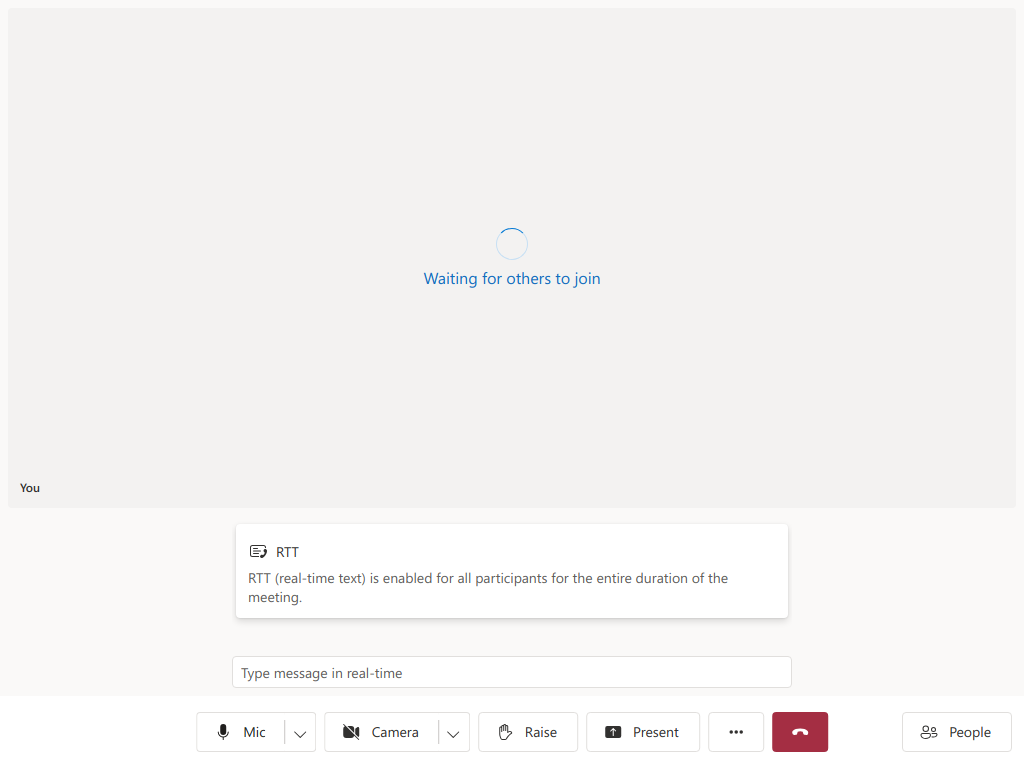 Waiting for others to join
You
RTT
RTT (real-time text) is enabled for all participants for the entire duration of the
meeting.
Type message in real-time
Mic
Camera
Raise
Present
People